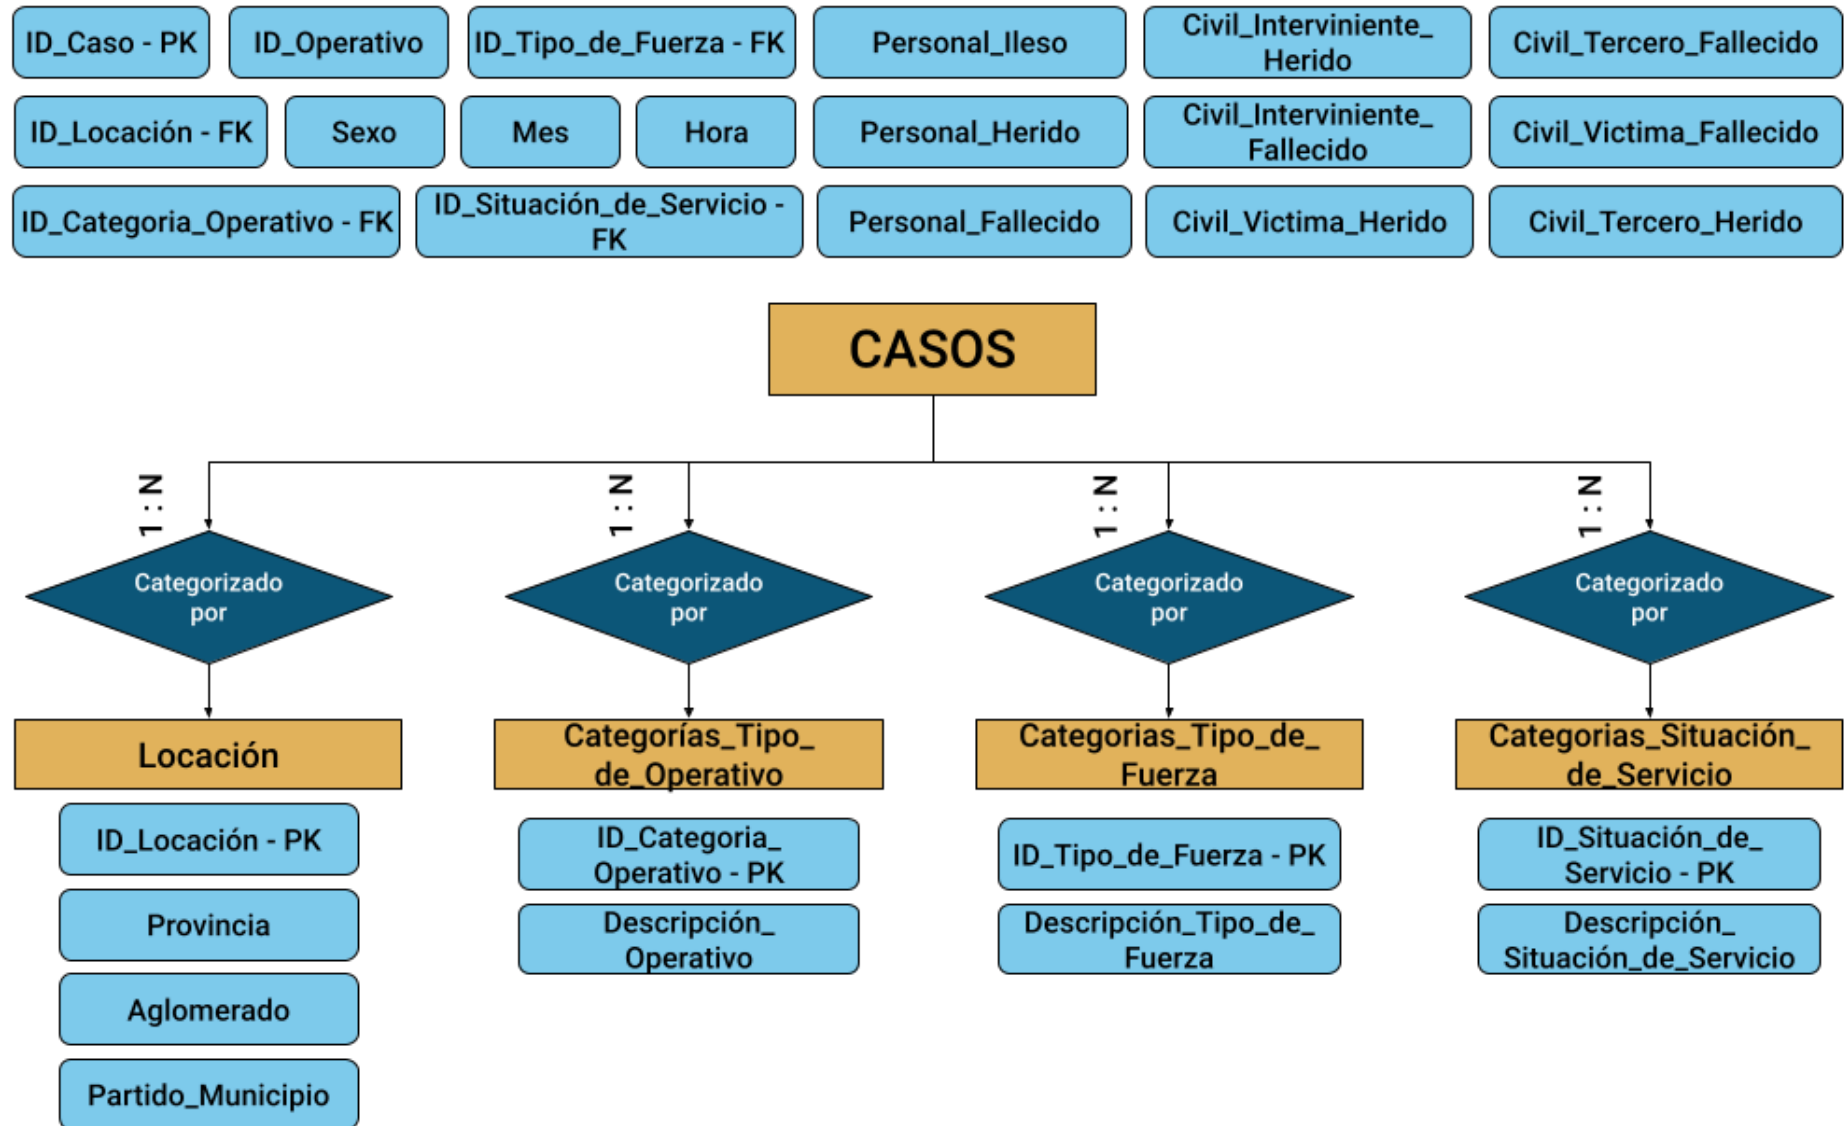 ID_Caso - PK
ID_Operativo
ID_Tipo_de_Fuerza - FK
Personal_Ileso
Civil_Interviniente_
Herido
Civil_Tercero_Fallecido
ID_Locación - FK
Sexo
Mes
Hora
Personal_Herido
Civil_Interviniente_
Fallecido
Civil_Victima_Fallecido
ID_Categoria_Operativo - FK
ID_Situación_de_Servicio -
FK
Personal_Fallecido
Civil_Victima_Herido
Civil_Tercero_Herido
CASOS
1 : N
1 : N
1 : N
1 : N
Categorizado
por
Categorizado
por
Categorizado
por
Categorizado
por
Locación
Categorías_Tipo_
de_Operativo
Categorias_Tipo_de_
Fuerza
Categorias_Situación_
de_Servicio
ID_Locación - PK
Provincia
Aglomerado
Partido_Municipio
ID_Categoria_
Operativo - PK
Descripción_
Operativo
ID_Tipo_de_Fuerza - PK
Descripción_Tipo_de_
Fuerza
ID_Situación_de_
Servicio - PK
Descripción_
Situación_de_Servicio